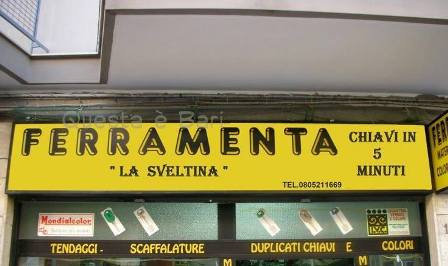 Questa è Bari
FERRAMENTA
" LA SVELTINA "
CHIAVI IN
5
MINUTI
TEL.0805211669
Mondialcolor
TENDAGGI- SCAFFALATURE DUPLICATI CHIAVI E COLORI